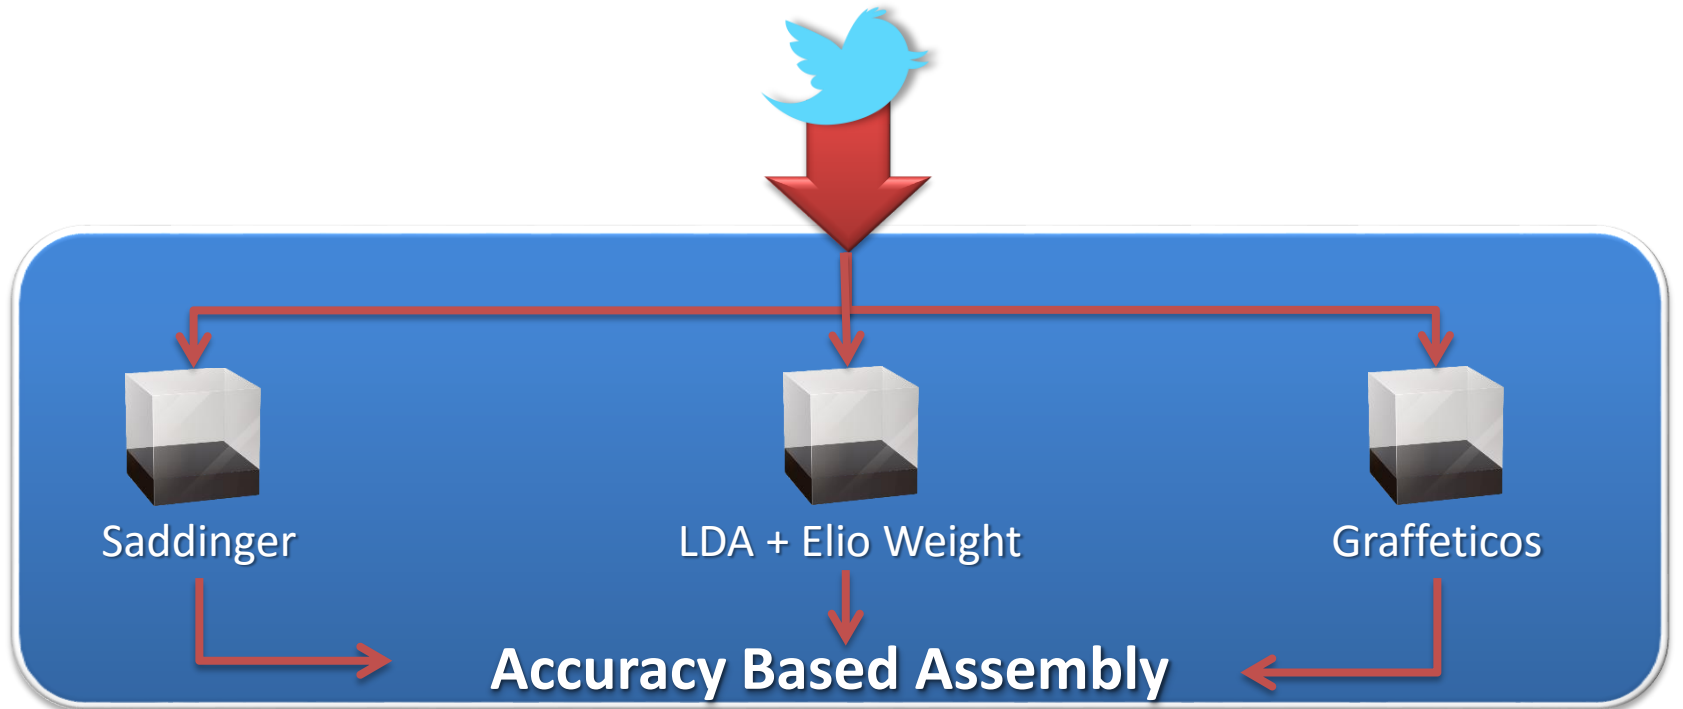 Saddinger
LDA + Elio Weight
Graffeticos
Accuracy Based Assembly